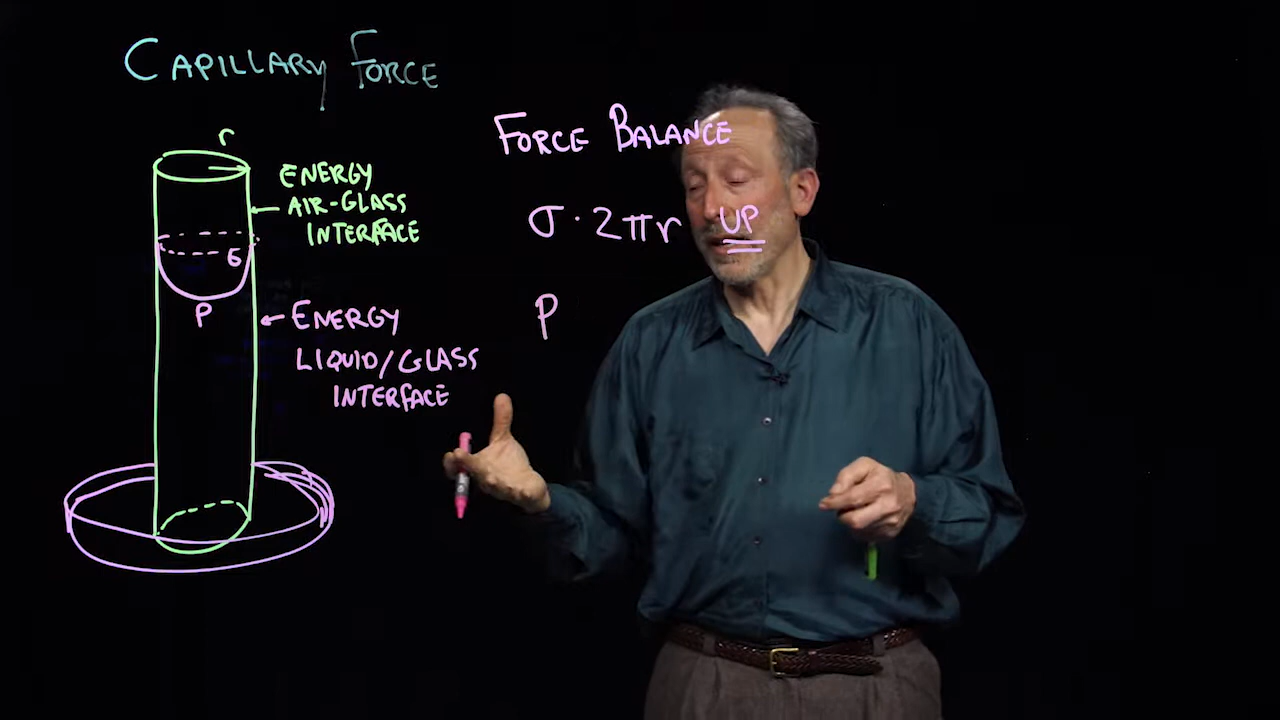 CAPILLARY FORCE
r
ENERGY
AIR-GLASS
INTERFACE
σ
P
ENERGY
LIQUID/GLASS
INTERFACE
FORCE BALANCE
σ · 2πr UP
P